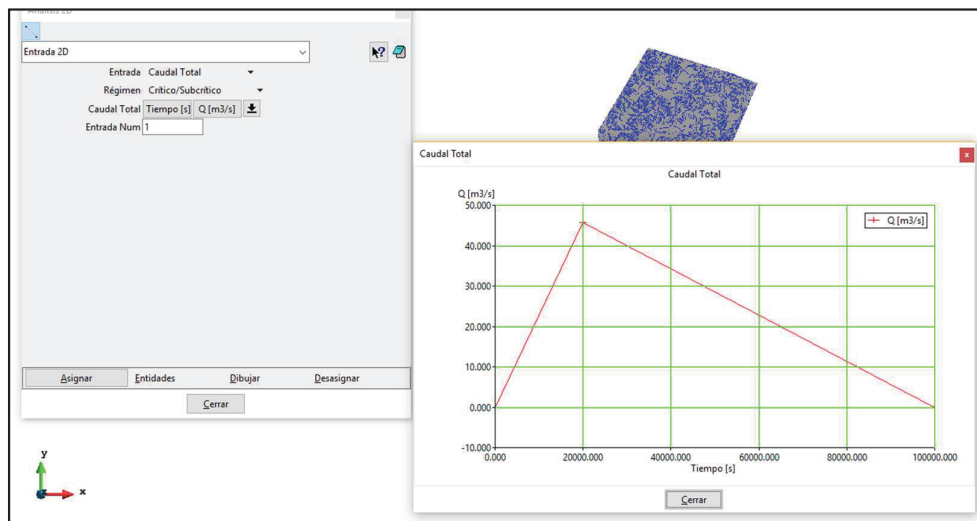 Análisis 2D
Entrada 2D
Entrada Caudal Total
Régimen Crítico/Subcrítico
Caudal Total Tiempo [s] Q [m3/s]
Entrada Num 1
Asignar Entidades Dibujar Desasignar
Cerrar
y
x
Caudal Total x
Caudal Total
Q [m3/s]
Q [m3/s]
50.000
40.000
30.000
20.000
10.000
0.000
-10.000
0.000 20000.000 40000.000 60000.000 80000.000 100000.000
Tiempo [s]
Cerrar